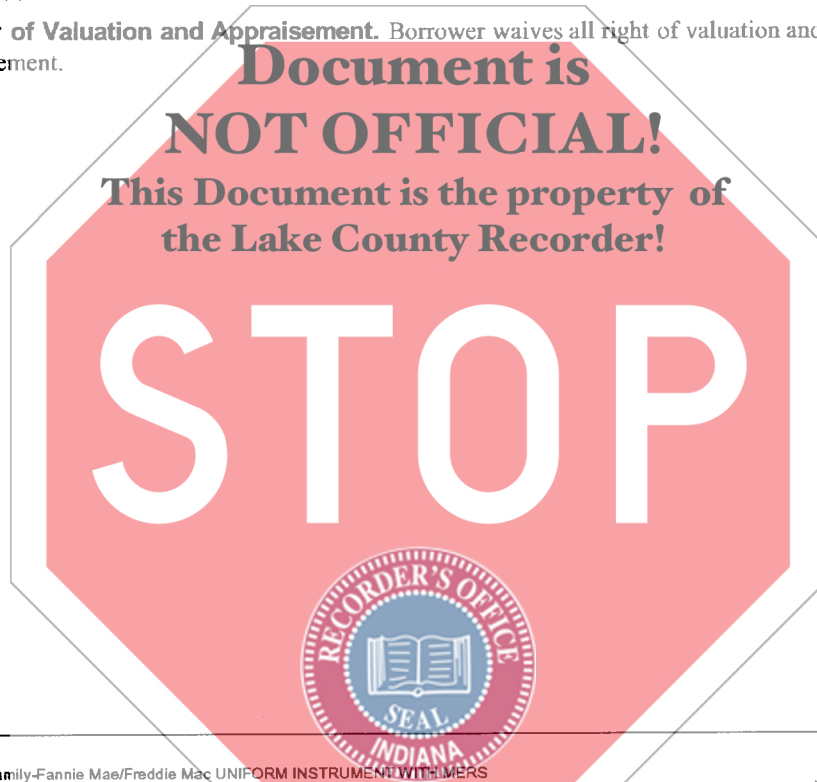 of Valuation and Appraisement. Borrower waives all right of valuation and
ement.
Document is
NOT OFFICIAL!
This Document is the property of
the Lake County Recorder!
STOP
RECORDER'S OFFICE
SEAL
INDIANA
mily-Fannie Mae/Freddie Mac UNIFORM INSTRUMENT WITH MERS